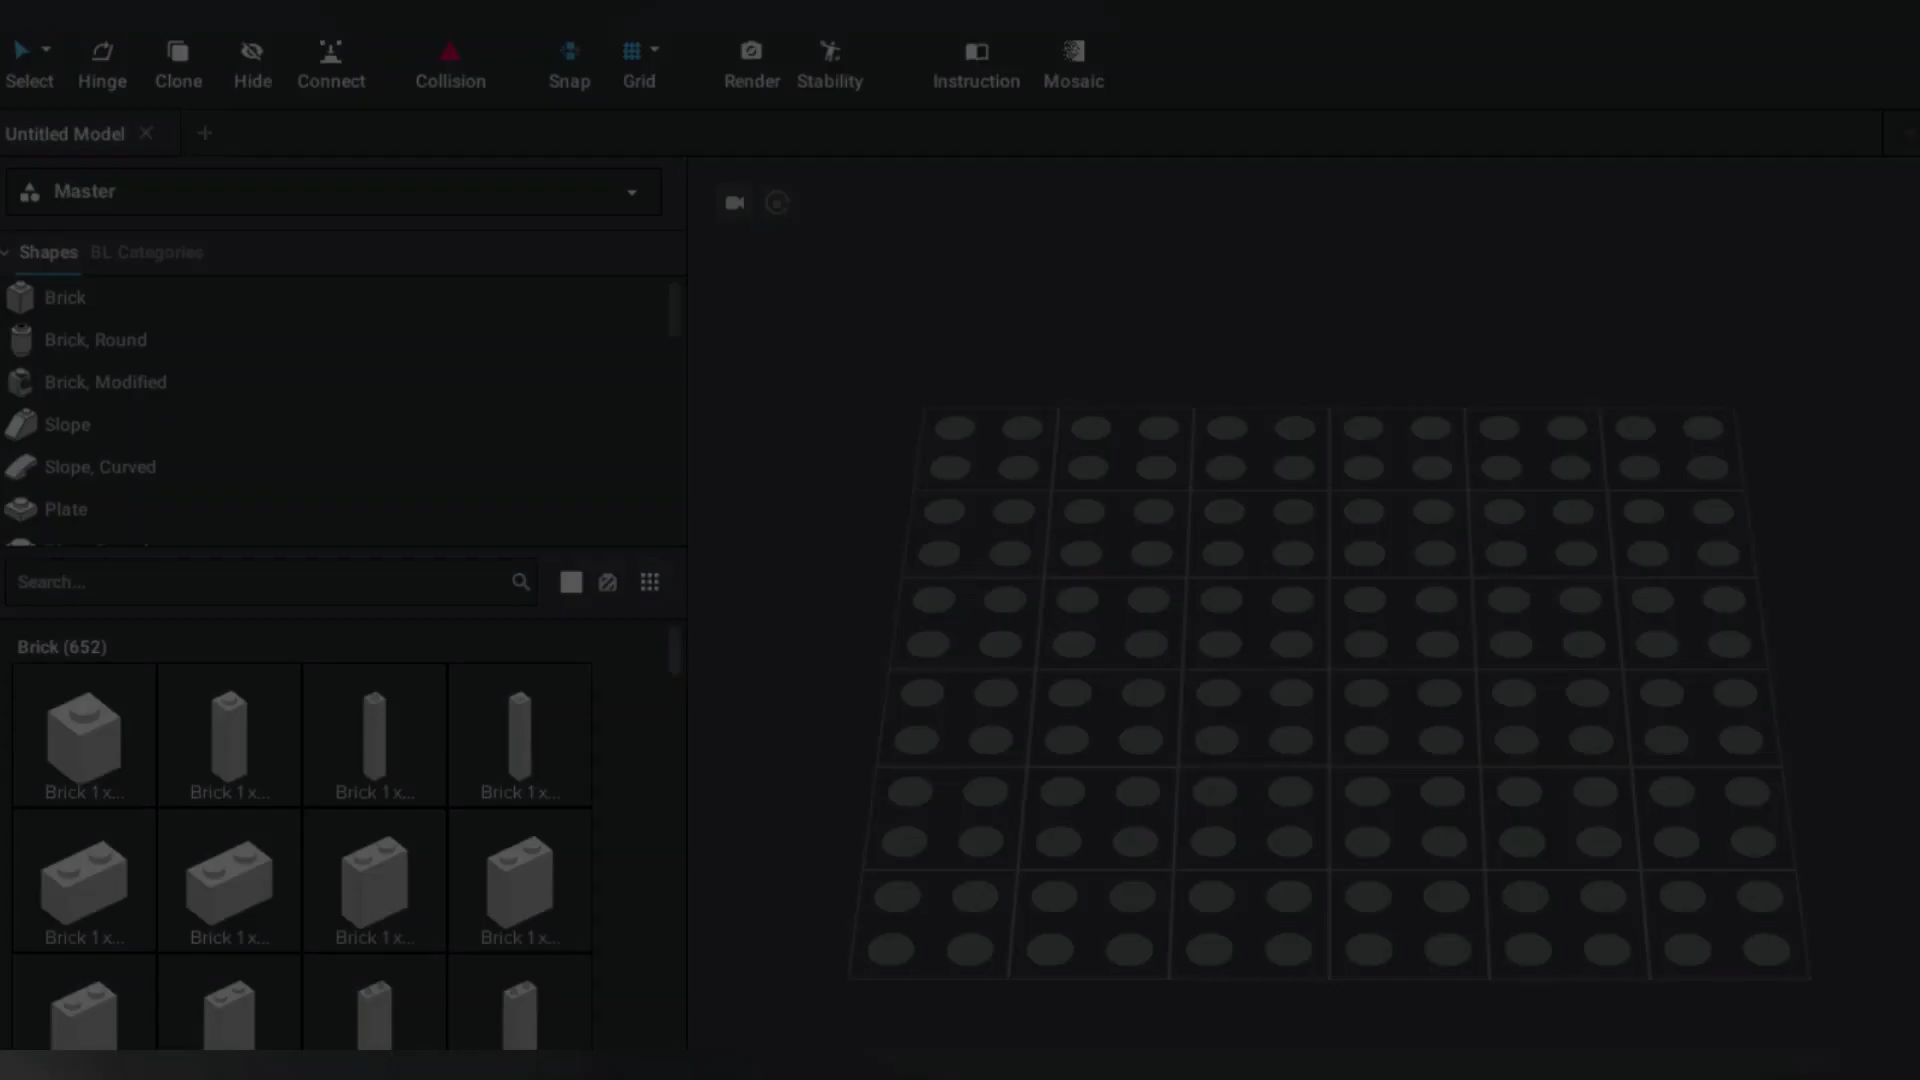 Select Hinge Clone Hide Connect Collision Snap Grid Render Stability Instruction Mosaic
Untitled Model
Master
Shapes BL Categories
Brick
Brick, Round
Brick, Modified
Slope
Slope, Curved
Plate
Search...
Brick (652)
Brick 1 x... Brick 1 x... Brick 1 x... Brick 1 x...
Brick 1 x... Brick 1 x... Brick 1 x... Brick 1 x...